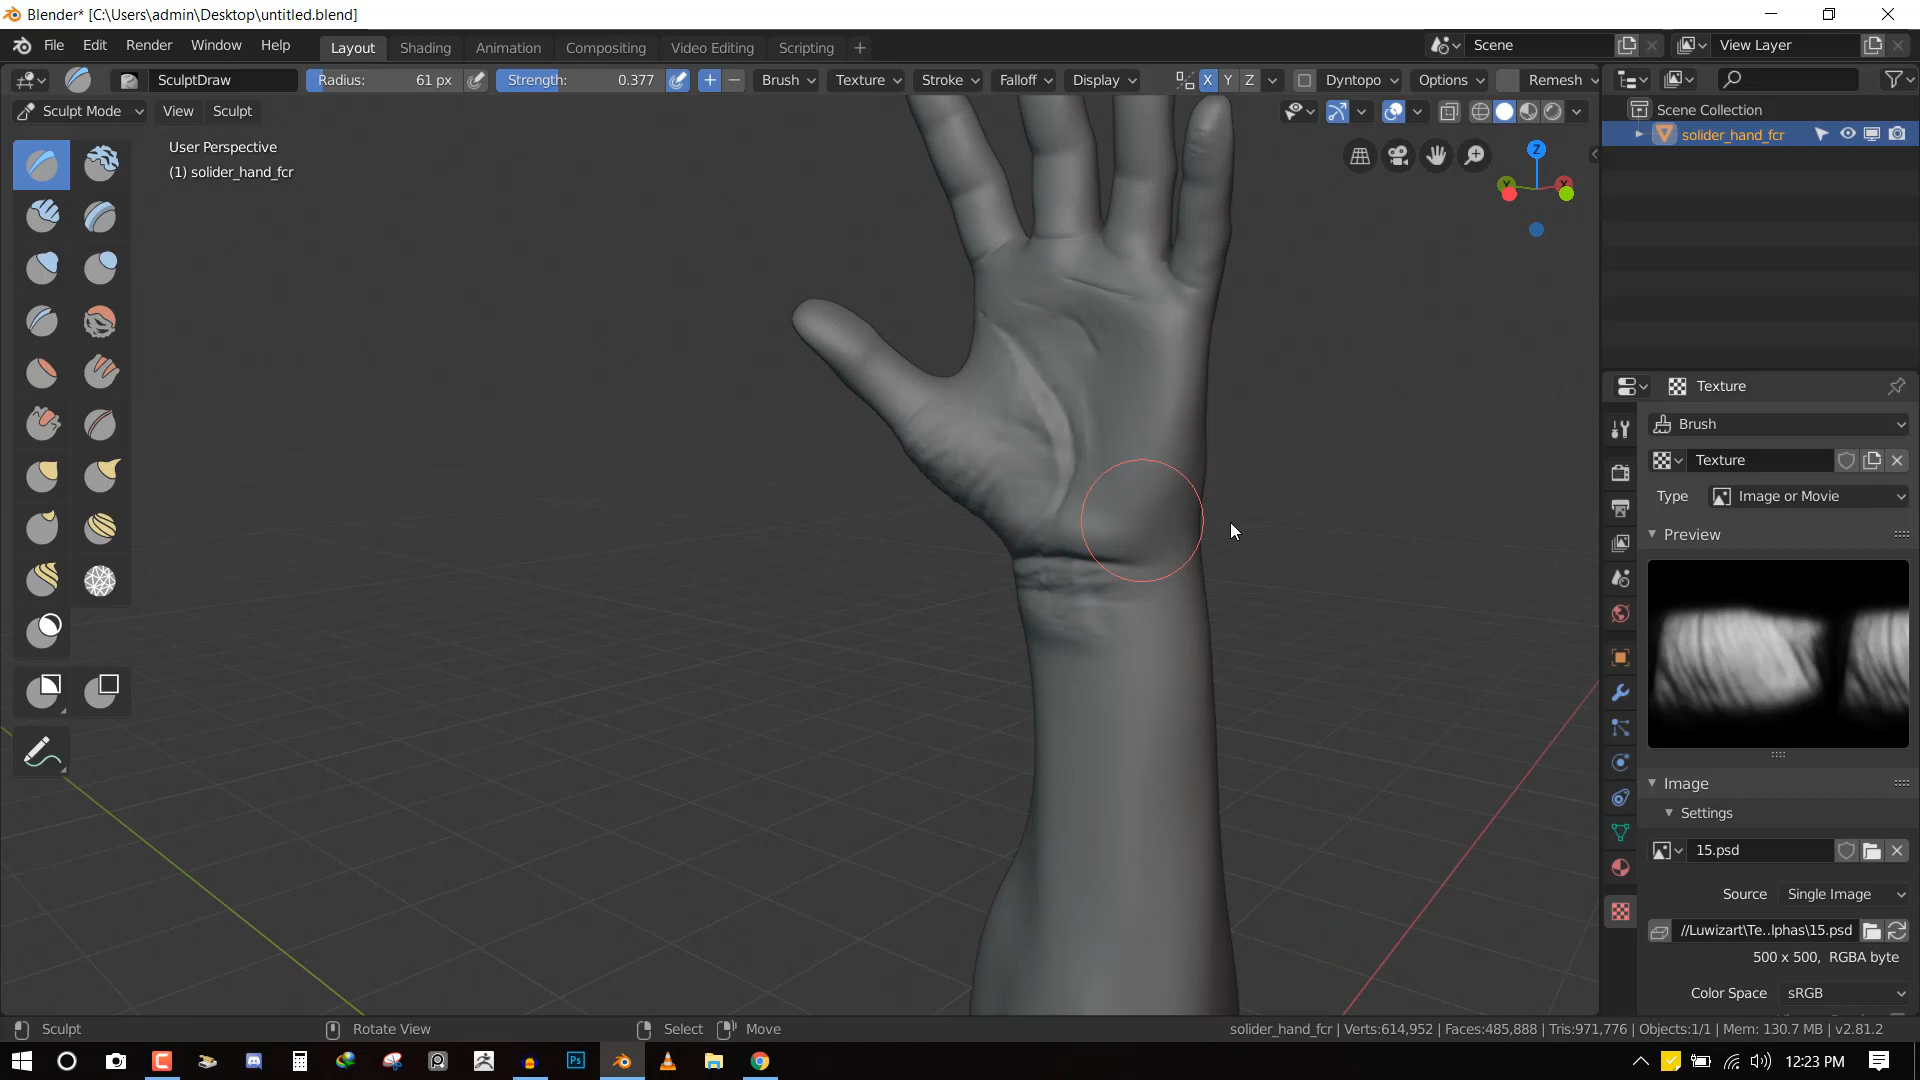 Blender* [C:\Users\admin\Desktop\untitled.blend]
File Edit Render Window Help Layout Shading Animation Compositing Video Editing Scripting + Scene View Layer
SculptDraw Radius: 61 px Strength: 0.377 Brush Texture Stroke Falloff Display X Y Z Dyntopo Options Remesh
Sculpt Mode View Sculpt
User Perspective
(1) solider_hand_fcr
Z
Scene Collection
solider_hand_fcr
Texture
Brush
Texture
Type Image or Movie
Preview
Image
Settings
15.psd
Source Single Image
//Luwizart\Te..lphas\15.psd
500 x 500, RGBA byte
Color Space sRGB
Sculpt Rotate View Select Move solider_hand_fcr | Verts:614,952 | Faces:485,888 | Tris:971,776 | Objects:1/1 | Mem: 130.7 MB | v2.81.2
Ps 12:23 PM